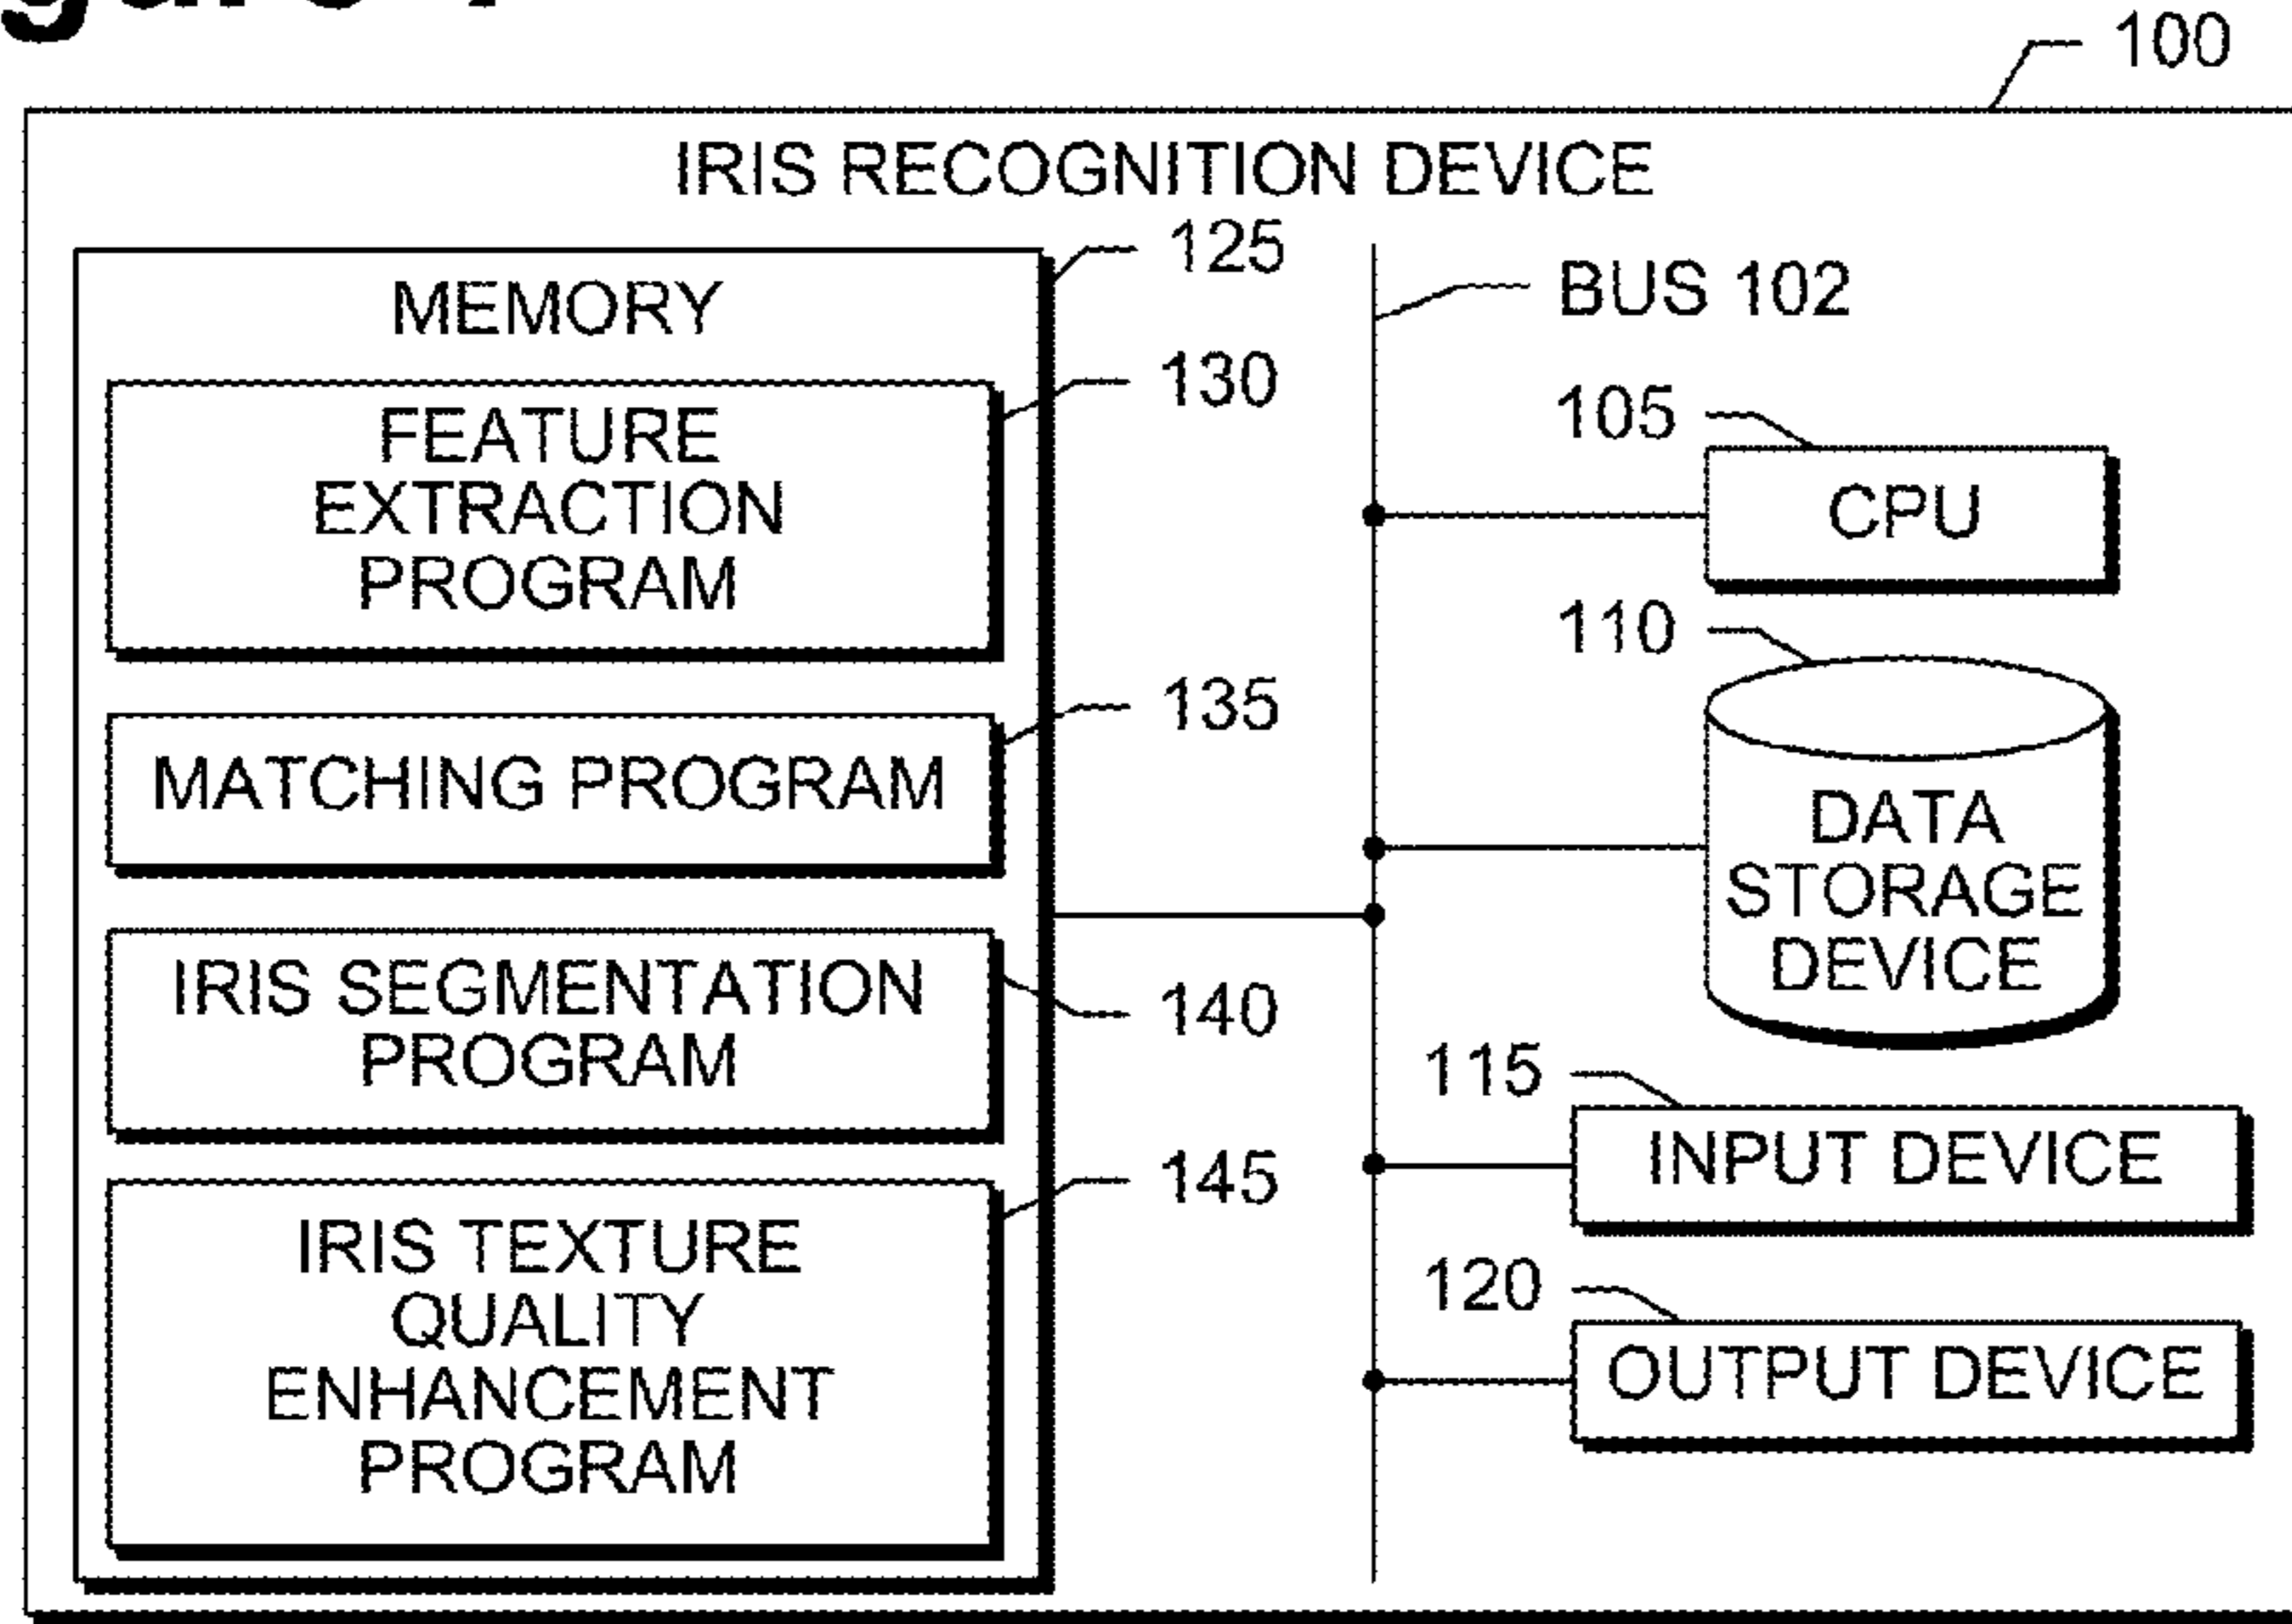 100
IRIS RECOGNITION DEVICE
125
MEMORY
BUS 102
130
FEATURE
EXTRACTION
PROGRAM
105
CPU
110
135
MATCHING PROGRAM
DATA
STORAGE
DEVICE
IRIS SEGMENTATION
PROGRAM
140
115
INPUT DEVICE
145
IRIS TEXTURE
QUALITY
ENHANCEMENT
PROGRAM
120
OUTPUT DEVICE